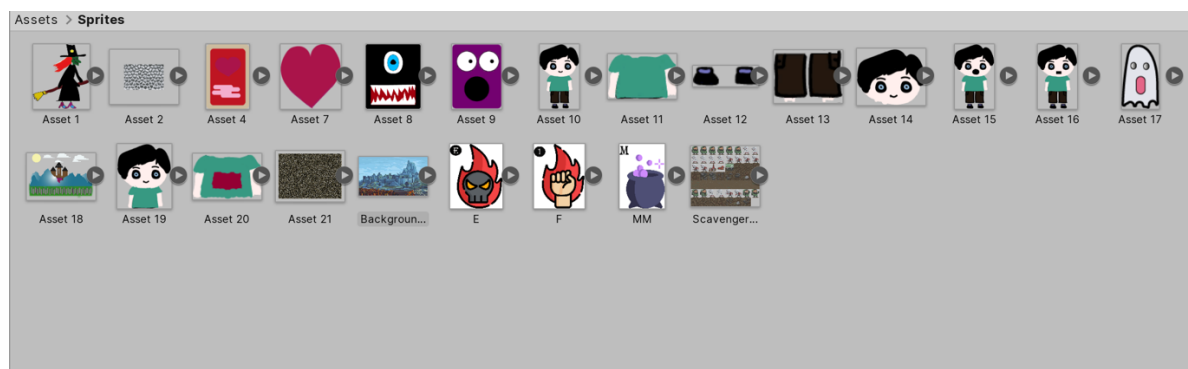 Assets > Sprites
Asset 1 Asset 2 Asset 4 Asset 7 Asset 8 Asset 9 Asset 10 Asset 11 Asset 12 Asset 13 Asset 14 Asset 15 Asset 16 Asset 17
M
Asset 18 Asset 19 Asset 20 Asset 21 Backgroun... E F MM Scavenger...